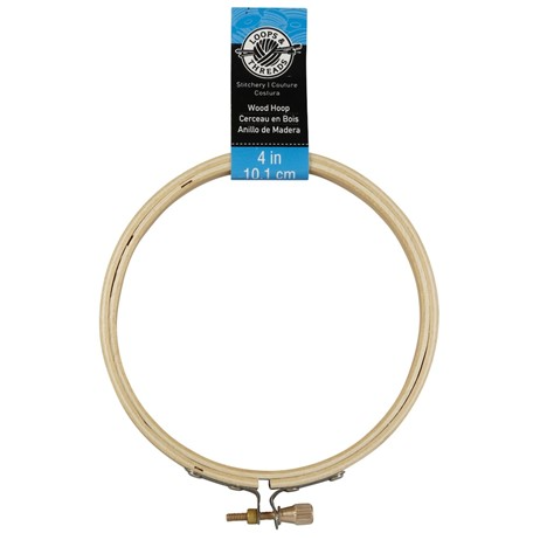 LOOPS &
THREADS
Stitchery | Couture
Costura
Wood Hoop
Cerceau en Bois
Anillo de Madera
4 in
10.1 cm